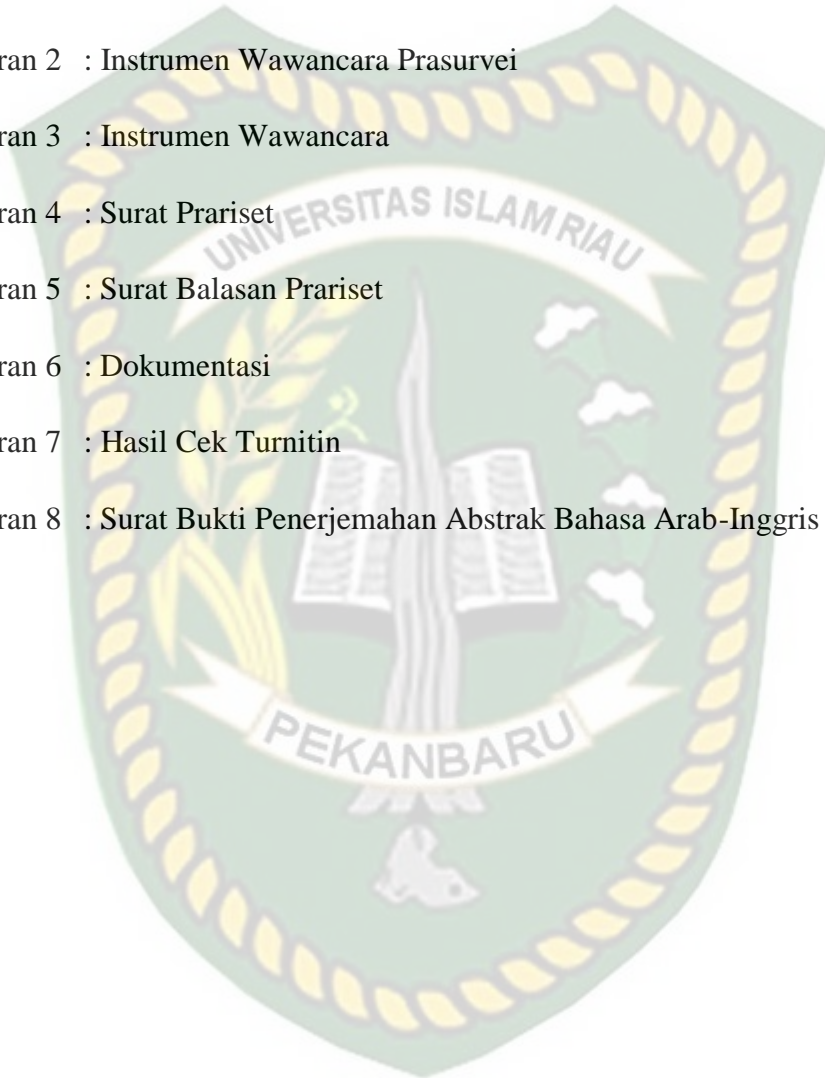 ran 2 : Instrumen Wawancara Prasurvei
ran 3 : Instrumen Wawancara
ran 4 : Surat Prariset
UNIVERSITAS ISLAM RIAU
ran 5 : Surat Balasan Prariset
ran 6 : Dokumentasi
ran 7 : Hasil Cek Turnitin
ran 8 : Surat Bukti Penerjemahan Abstrak Bahasa Arab-Inggris
PEKANBARU